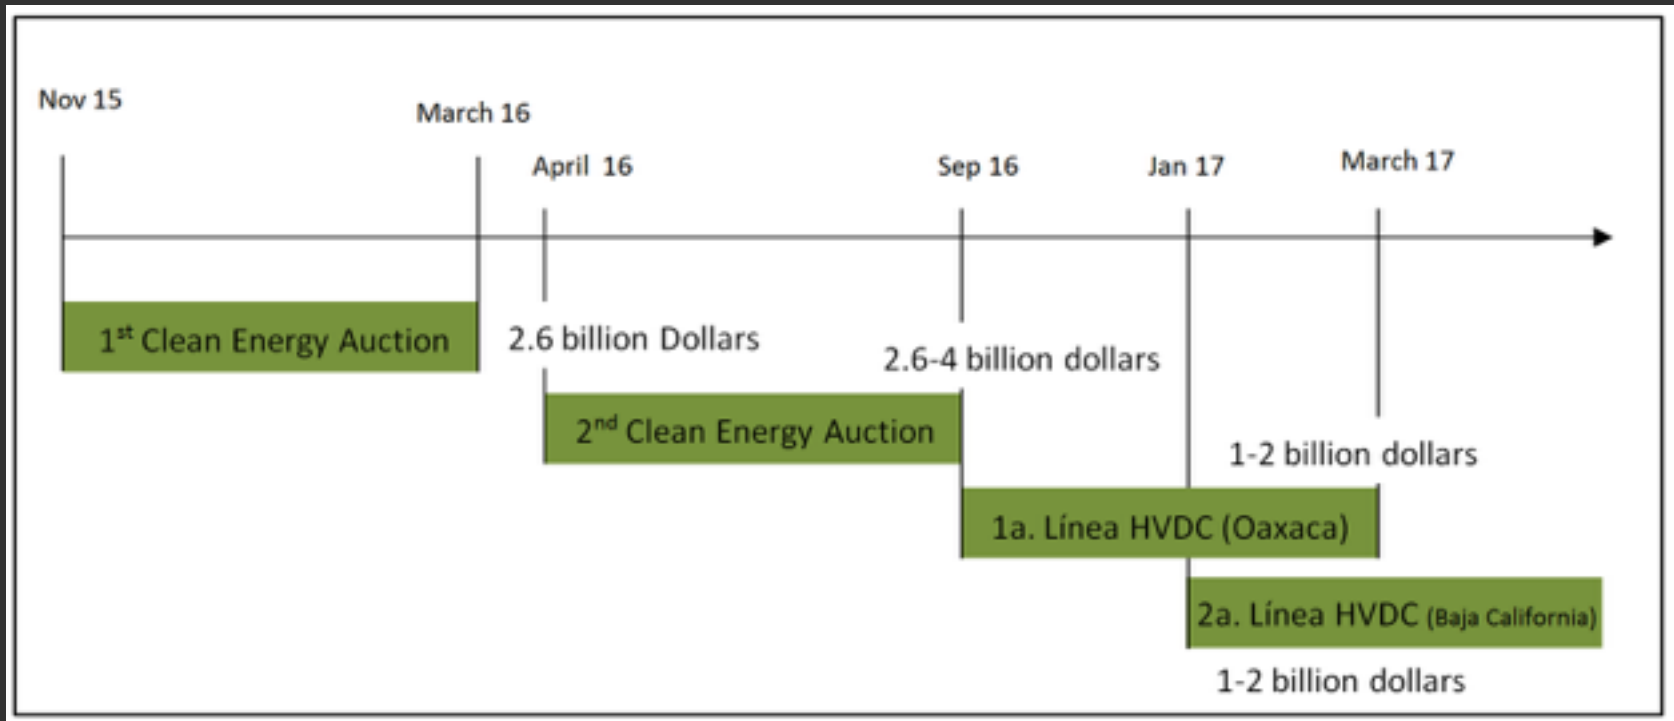 Nov 15
March 16
April 16
Sep 16
Jan 17
March 17
1st Clean Energy Auction
2.6 billion Dollars
2.6-4 billion dollars
2nd Clean Energy Auction
1-2 billion dollars
1a. Línea HVDC (Oaxaca)
2a. Línea HVDC (Baja California)
1-2 billion dollars